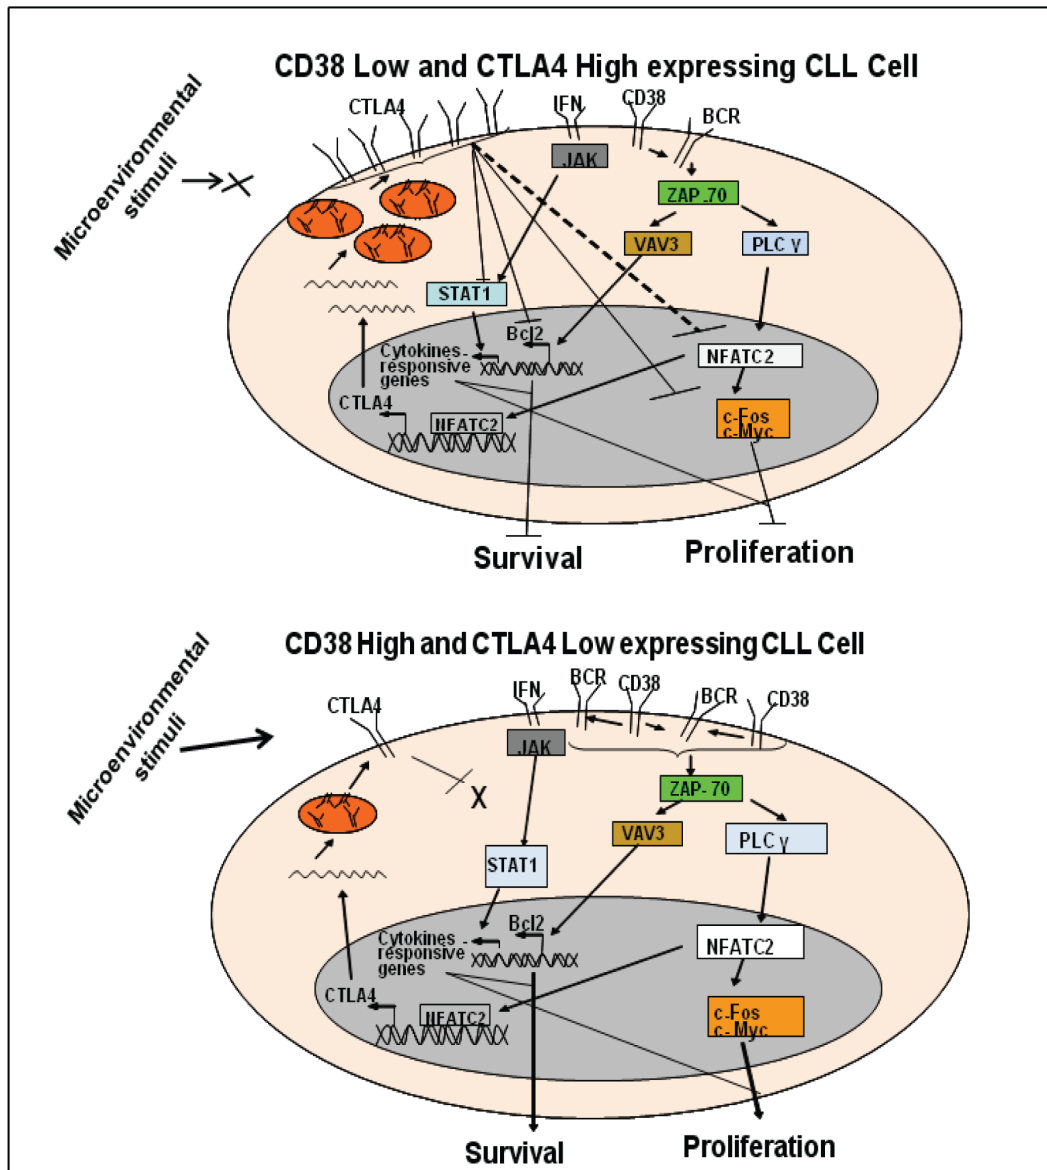 CD38 Low and CTLA4 High expressing CLL Cell
Microenvironmental
stimuli
CTLA4
IFN
CD38
BCR
JAK
ZAP-70
VAV3
PLC γ
STAT1
Bcl2
Cytokines-
responsive
genes
NFATC2
CTLA4
NFATC2
c-Fos
c-Myc
Survival
Proliferation
CD38 High and CTLA4 Low expressing CLL Cell
Microenvironmental
stimuli
CTLA4
IFN
BCR
CD38
BCR
CD38
JAK
X
ZAP-70
VAV3
PLC γ
STAT1
Bcl2
Cytokines-
responsive
genes
NFATC2
CTLA4
NFATC2
c-Fos
c-Myc
Survival
Proliferation